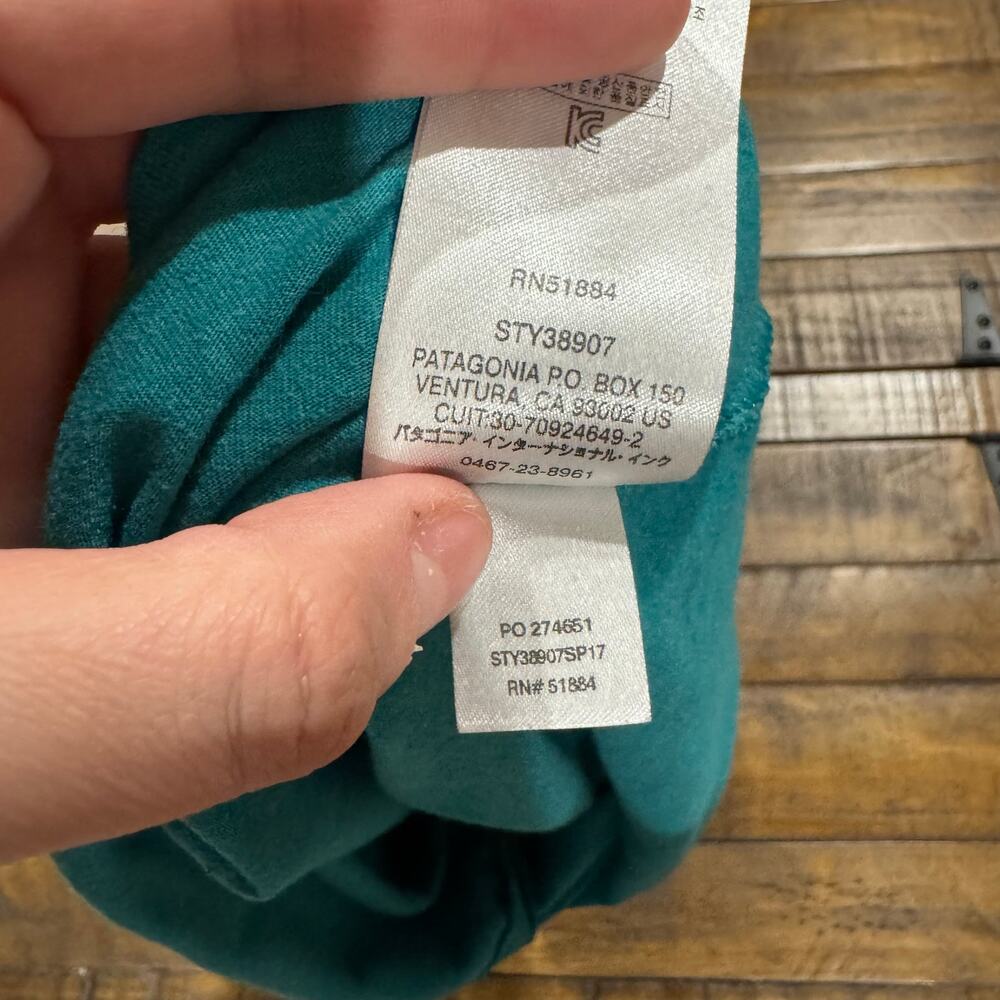 RN51884
STY38907
PATAGONIA P.O. BOX 150
VENTURA, CA 93002 US
CUIT:30-70924649-2
パタゴニア・インターナショナル・インク
0467-23-8961
PO 274651
STY38907SP17
RN# 51884